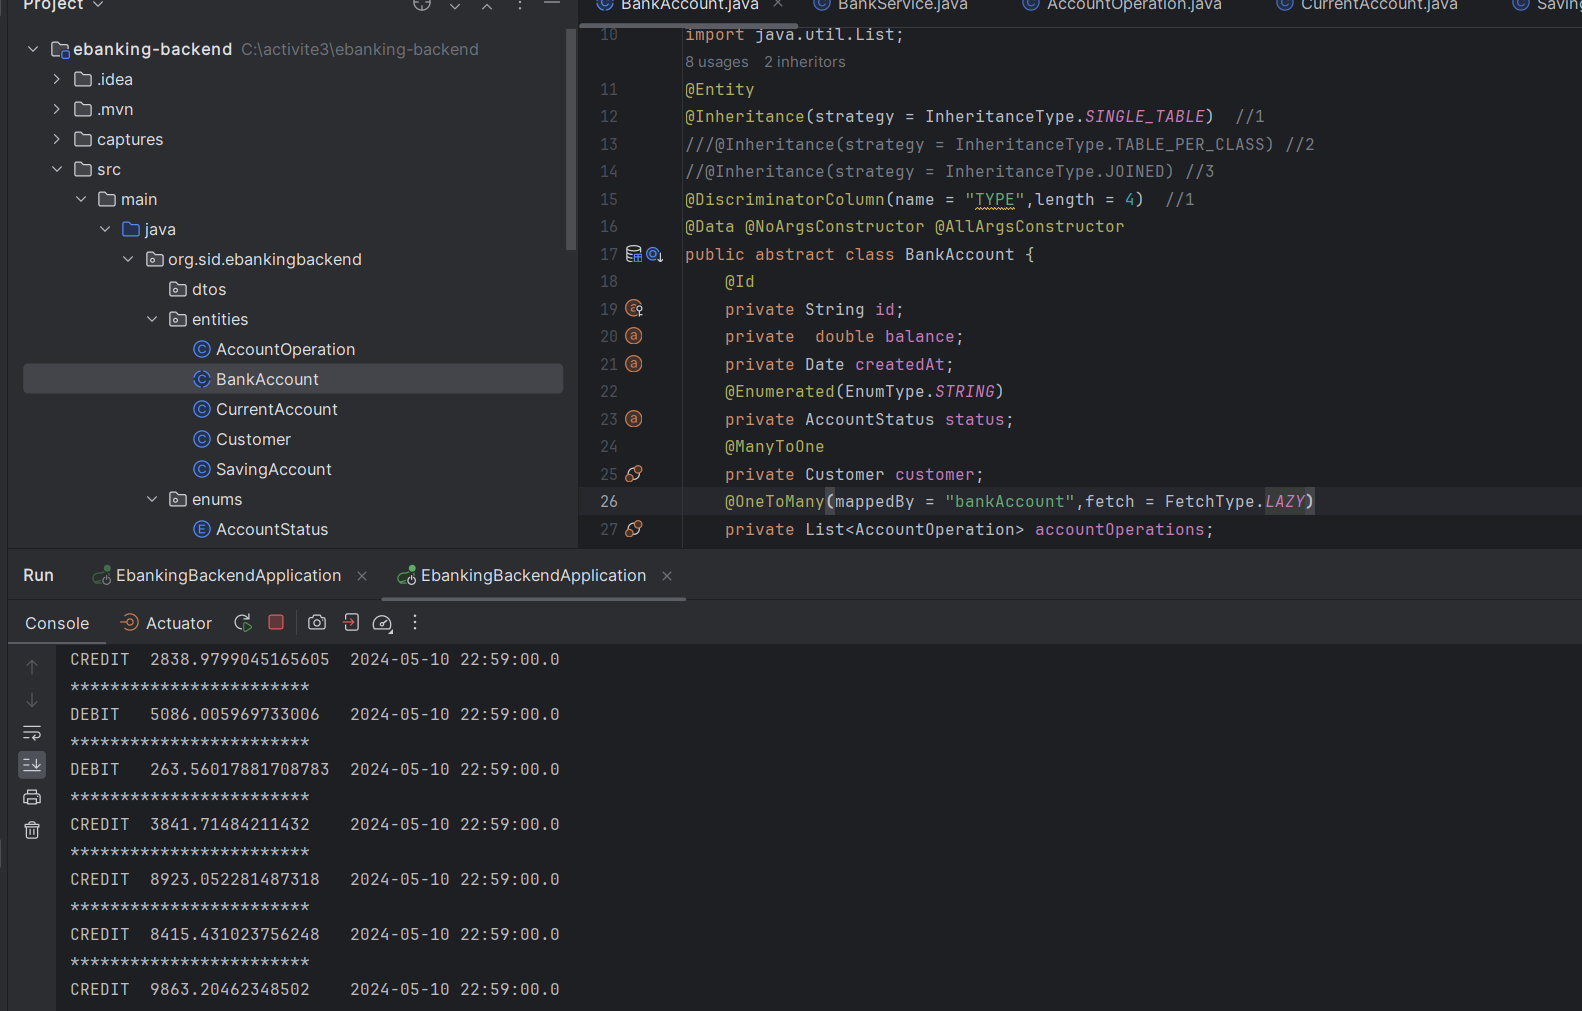 Project
ebanking-backend C:\activite3\ebanking-backend
.idea
.mvn
captures
src
main
java
org.sid.ebankingbackend
dtos
entities
AccountOperation
BankAccount
CurrentAccount
Customer
SavingAccount
enums
AccountStatus
BankAccount.java BankService.java AccountOperation.java CurrentAccount.java Saving
10 import java.util.List;
8 usages 2 inheritors
11 @Entity
12 @Inheritance(strategy = InheritanceType.SINGLE_TABLE) //1
13 ///@Inheritance(strategy = InheritanceType.TABLE_PER_CLASS) //2
14 //@Inheritance(strategy = InheritanceType.JOINED) //3
15 @DiscriminatorColumn(name = "TYPE",length = 4) //1
16 @Data @NoArgsConstructor @AllArgsConstructor
17 public abstract class BankAccount {
18 @Id
19 private String id;
20 private  double balance;
21 private Date createdAt;
22 @Enumerated(EnumType.STRING)
23 private AccountStatus status;
24 @ManyToOne
25 private Customer customer;
26 @OneToMany(mappedBy = "bankAccount",fetch = FetchType.LAZY)
27 private List<AccountOperation> accountOperations;
Run EbankingBackendApplication EbankingBackendApplication
Console Actuator
CREDIT 2838.9799045165605 2024-05-10 22:59:00.0
************************
DEBIT 5086.005969733006 2024-05-10 22:59:00.0
************************
DEBIT 263.56017881708783 2024-05-10 22:59:00.0
************************
CREDIT 3841.71484211432 2024-05-10 22:59:00.0
************************
CREDIT 8923.052281487318 2024-05-10 22:59:00.0
************************
CREDIT 8415.431023756248 2024-05-10 22:59:00.0
************************
CREDIT 9863.20462348502 2024-05-10 22:59:00.0